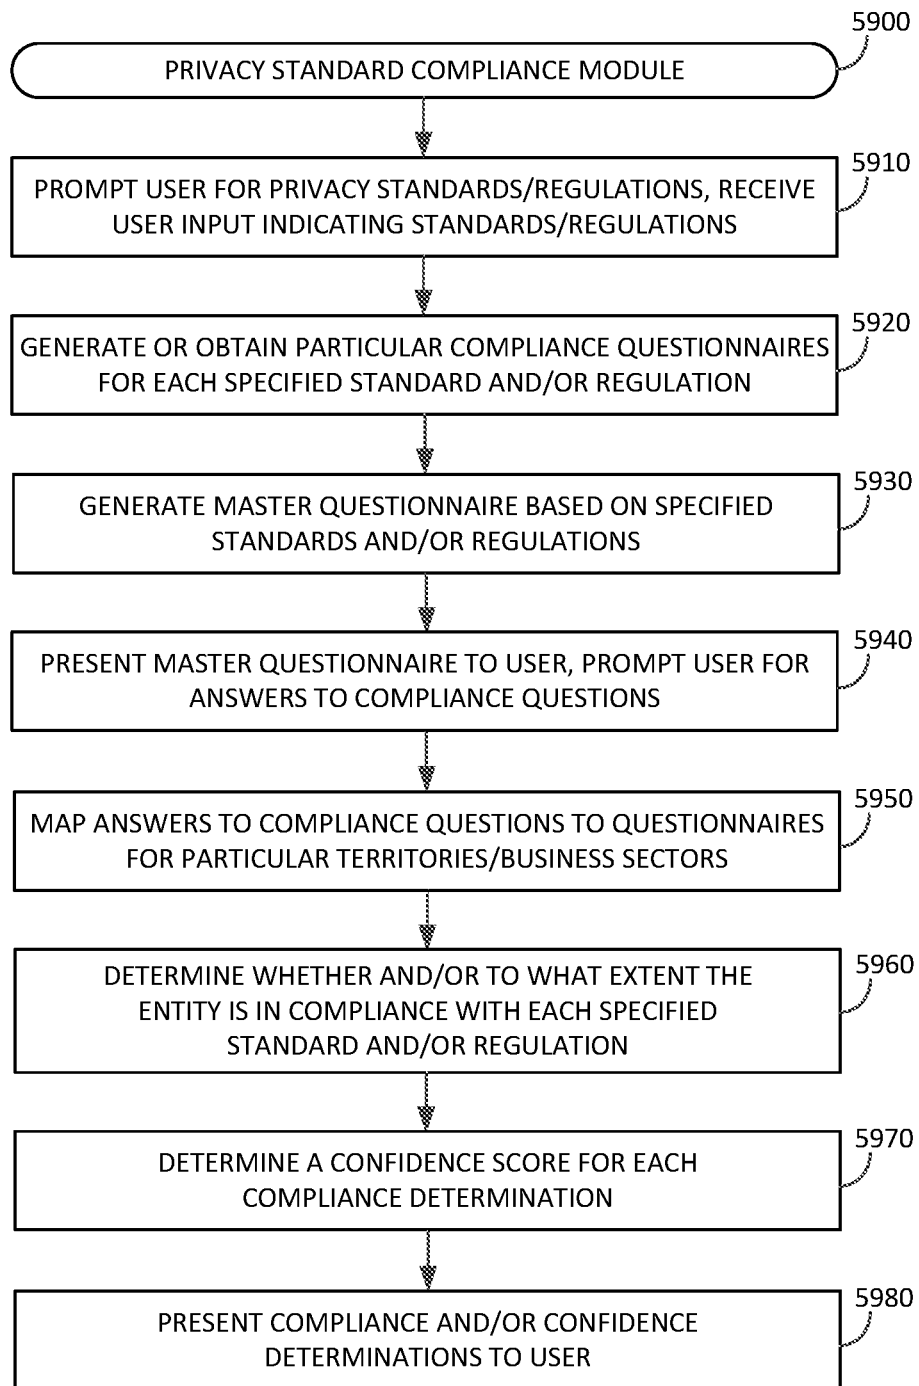 5900
PRIVACY STANDARD COMPLIANCE MODULE
5910
PROMPT USER FOR PRIVACY STANDARDS/REGULATIONS, RECEIVE
USER INPUT INDICATING STANDARDS/REGULATIONS
5920
GENERATE OR OBTAIN PARTICULAR COMPLIANCE QUESTIONNAIRES
FOR EACH SPECIFIED STANDARD AND/OR REGULATION
5930
GENERATE MASTER QUESTIONNAIRE BASED ON SPECIFIED
STANDARDS AND/OR REGULATIONS
5940
PRESENT MASTER QUESTIONNAIRE TO USER, PROMPT USER FOR
ANSWERS TO COMPLIANCE QUESTIONS
5950
MAP ANSWERS TO COMPLIANCE QUESTIONS TO QUESTIONNAIRES
FOR PARTICULAR TERRITORIES/BUSINESS SECTORS
5960
DETERMINE WHETHER AND/OR TO WHAT EXTENT THE
ENTITY IS IN COMPLIANCE WITH EACH SPECIFIED
STANDARD AND/OR REGULATION
5970
DETERMINE A CONFIDENCE SCORE FOR EACH
COMPLIANCE DETERMINATION
5980
PRESENT COMPLIANCE AND/OR CONFIDENCE
DETERMINATIONS TO USER